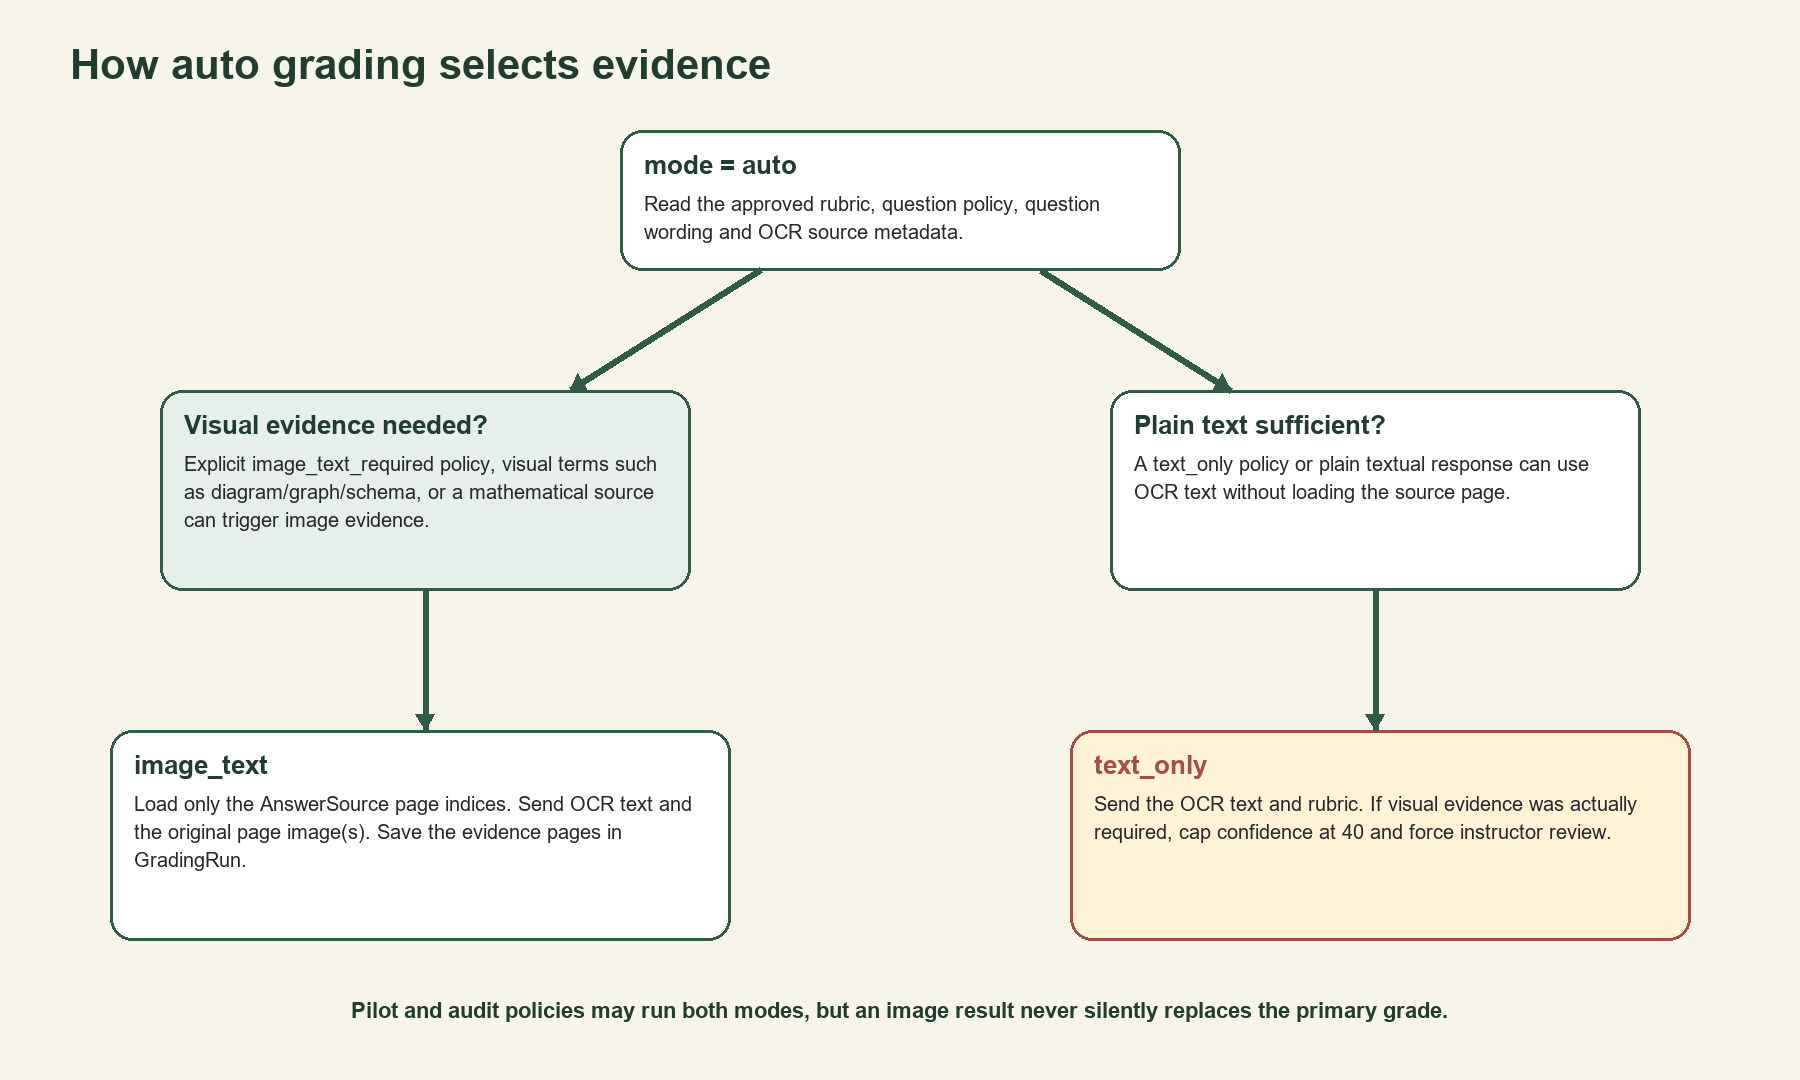 How auto grading selects evidence
mode = auto
Read the approved rubric, question policy, question
wording and OCR source metadata.
Visual evidence needed?
Explicit image_text_required policy, visual terms such
as diagram/graph/schema, or a mathematical source
can trigger image evidence.
Plain text sufficient?
A text_only policy or plain textual response can use
OCR text without loading the source page.
image_text
Load only the AnswerSource page indices. Send OCR text and
the original page image(s). Save the evidence pages in
GradingRun.
text_only
Send the OCR text and rubric. If visual evidence was actually
required, cap confidence at 40 and force instructor review.
Pilot and audit policies may run both modes, but an image result never silently replaces the primary grade.